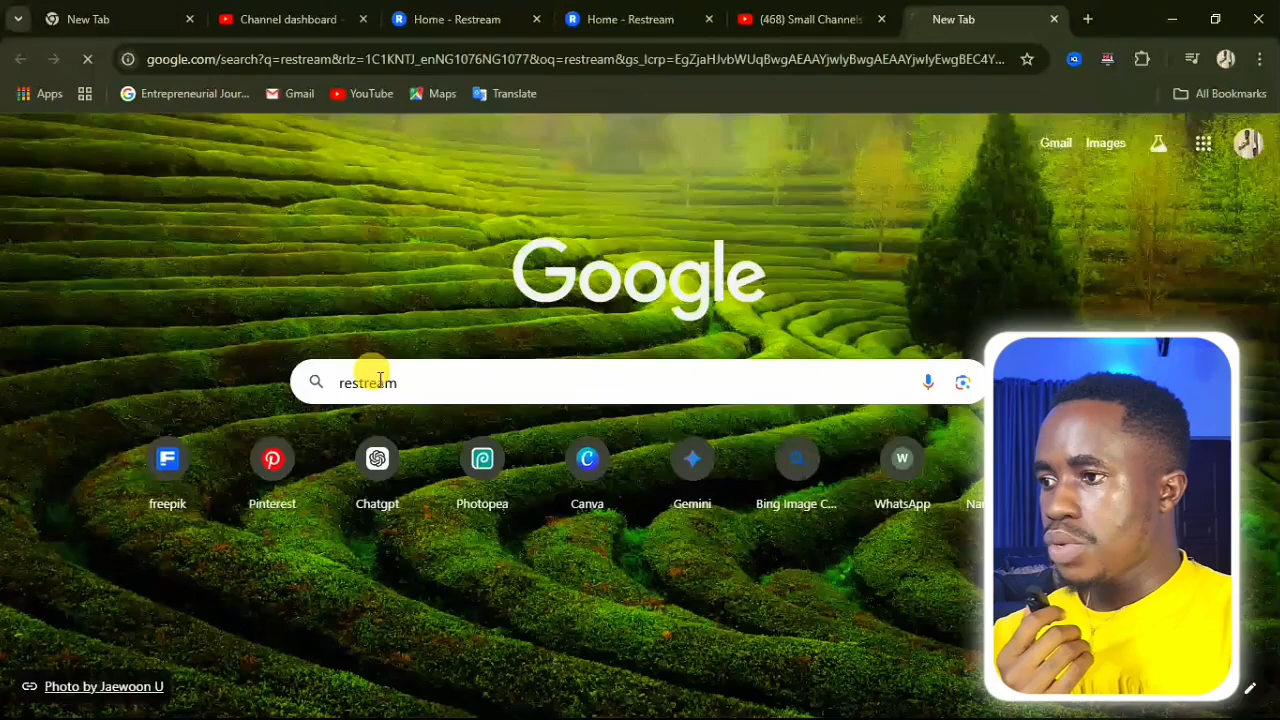 New Tab
Channel dashboard -
Home - Restream
Home - Restream
(468) Small Channels
New Tab
google.com/search?q=restream&rlz=1C1KNTJ_enNG1076NG1077&oq=restream&gs_lcrp=EgZjaHJvbWUqBwgAEAAYjwIyBwgAEAAYjwIyEwgBEC4Y...
Apps
Entrepreneurial Jour...
Gmail
YouTube
Maps
Translate
All Bookmarks
Gmail
Images
Google
restream
freepik
Pinterest
Chatgpt
Photopea
Canva
Gemini
Bing Image C...
W
WhatsApp
Photo by Jaewoon U